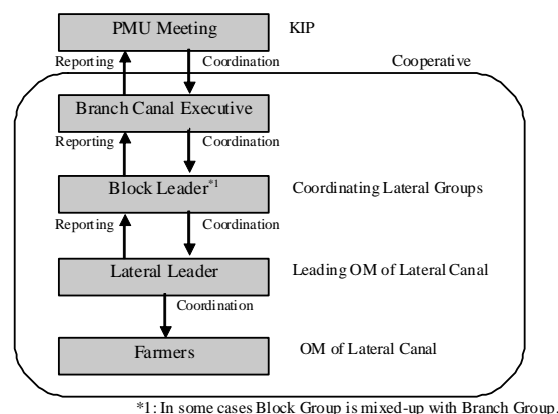 PMU Meeting KIP
Reporting Coordination Cooperative
Branch Canal Executive
Reporting Coordination
Block Leader*1 Coordinating Lateral Groups
Reporting Coordination
Lateral Leader Leading OM of Lateral Canal
Coordination
Farmers OM of Lateral Canal
*1: In some cases Block Group is mixed-up with Branch Group.